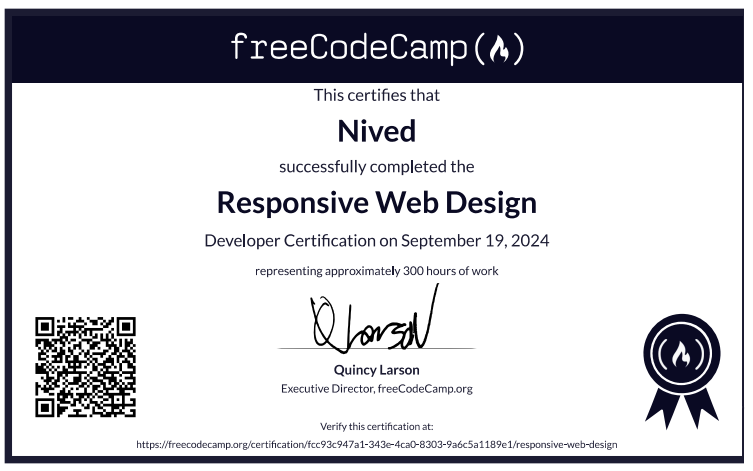 freeCodeCamp
This certifies that
Nived
successfully completed the
Responsive Web Design
Developer Certification on September 19, 2024
representing approximately 300 hours of work
Q Larson
Quincy Larson
Executive Director, freeCodeCamp.org
Verify this certification at:
https://freecodecamp.org/certification/fcc93c947a1-343e-4ca0-8303-9a6c5a1189e1/responsive-web-design